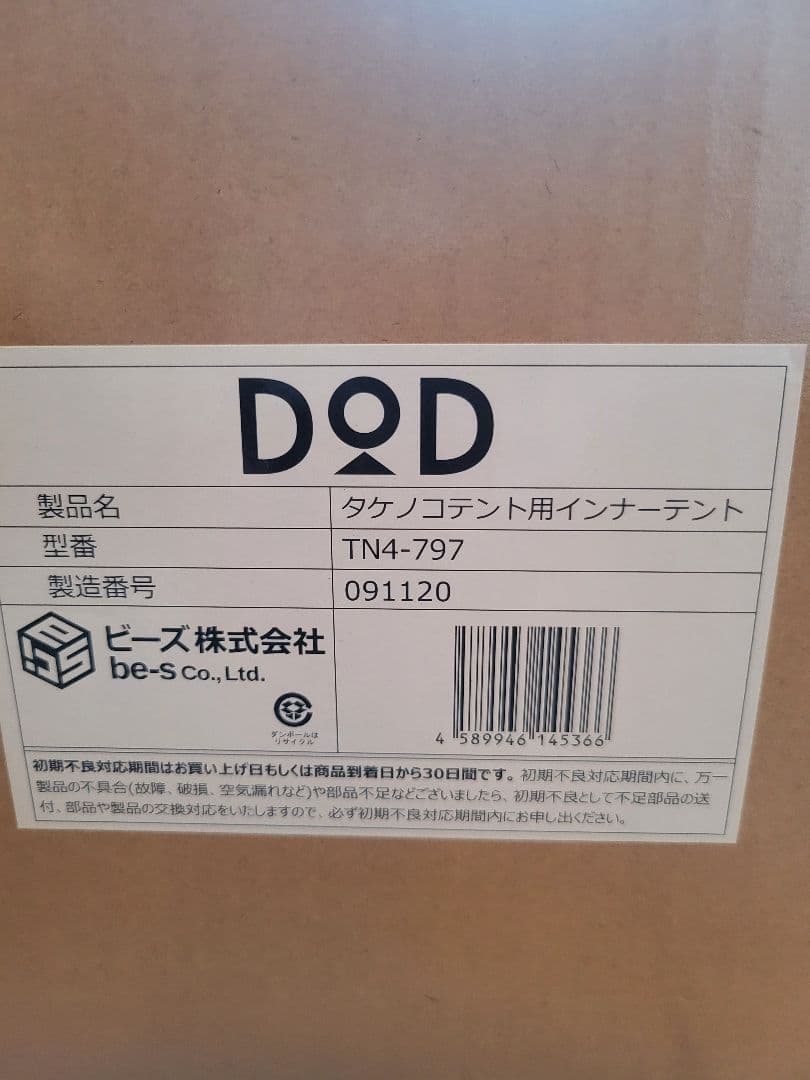 DOD
製品名 タケノコテント用インナーテント
型番 TN4-797
製造番号 091120
ビーズ株式会社
be-s Co., Ltd.
ダンボールは
リサイクル
4 589946 145366
初期不良対応期間はお買い上げ日もしくは商品到着日から30日間です。初期不良対応期間内に、万一
製品の不具合(故障、破損、空気漏れなど)や部品不足などございましたら、初期不良として不足部品の送
付、部品や製品の交換対応をいたしますので、必ず初期不良対応期間内にお申し出ください。